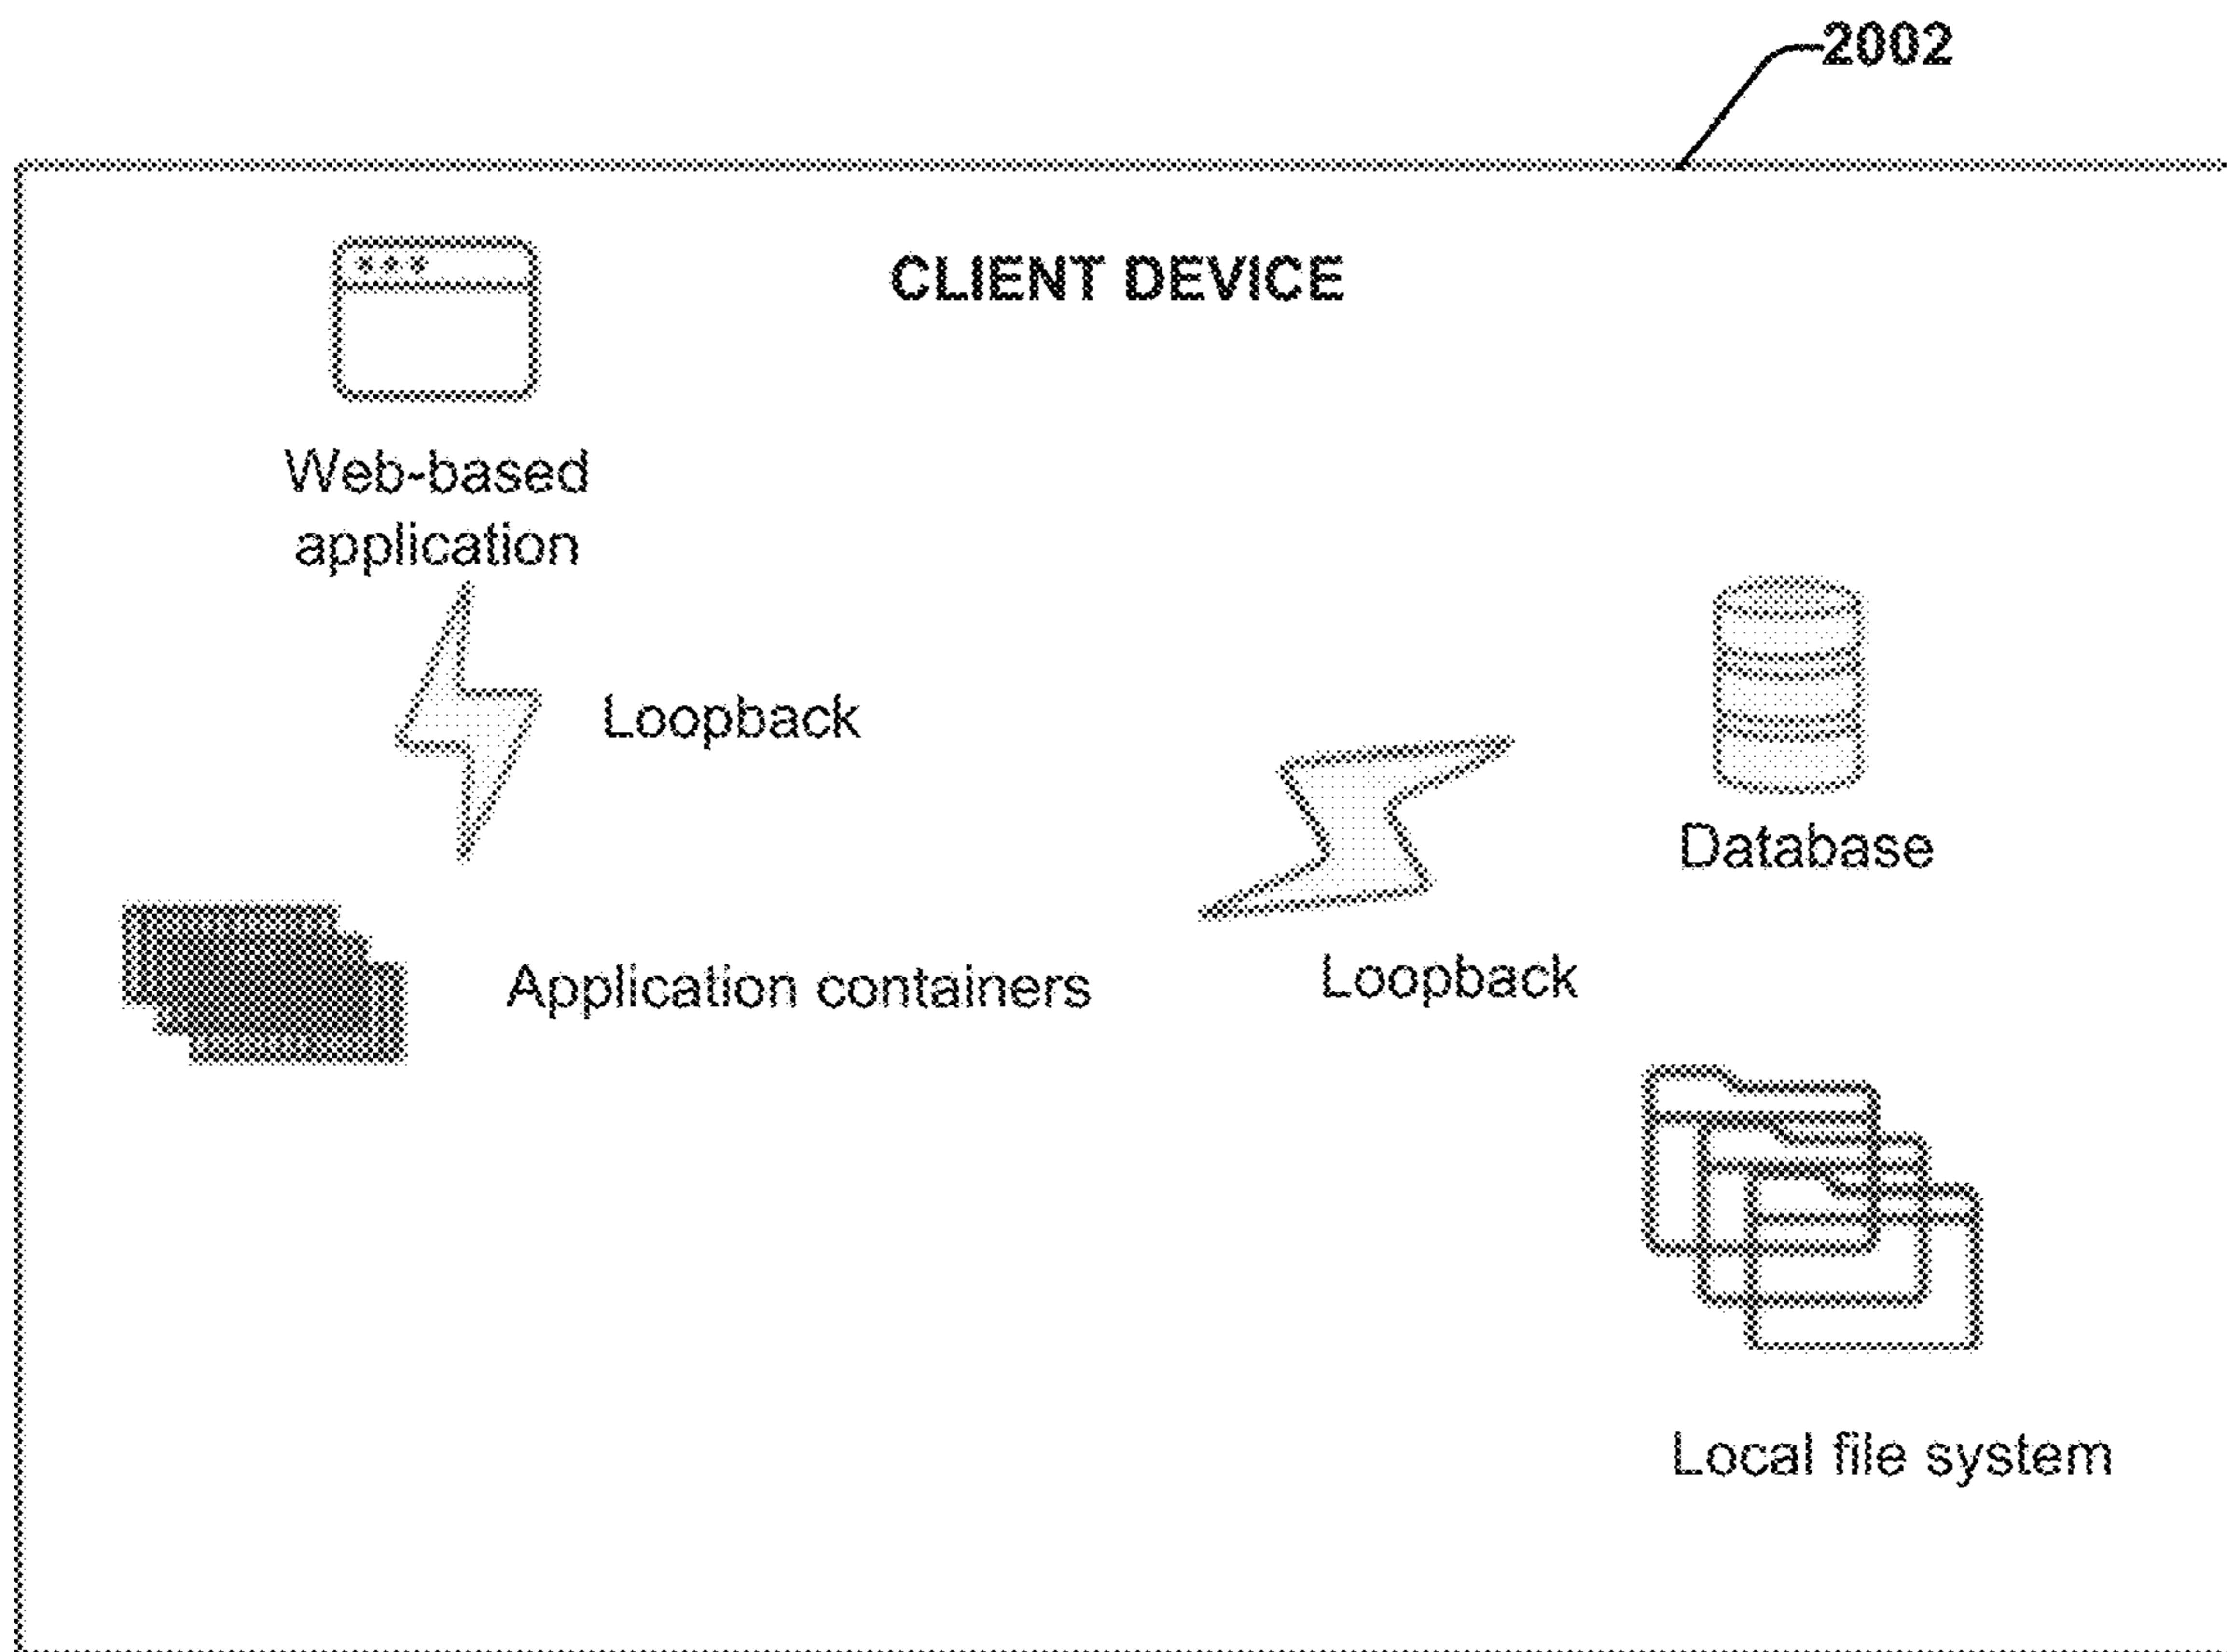 2002
CLIENT DEVICE
Web-based
application
Loopback
Database
Application containers
Loopback
Local file system